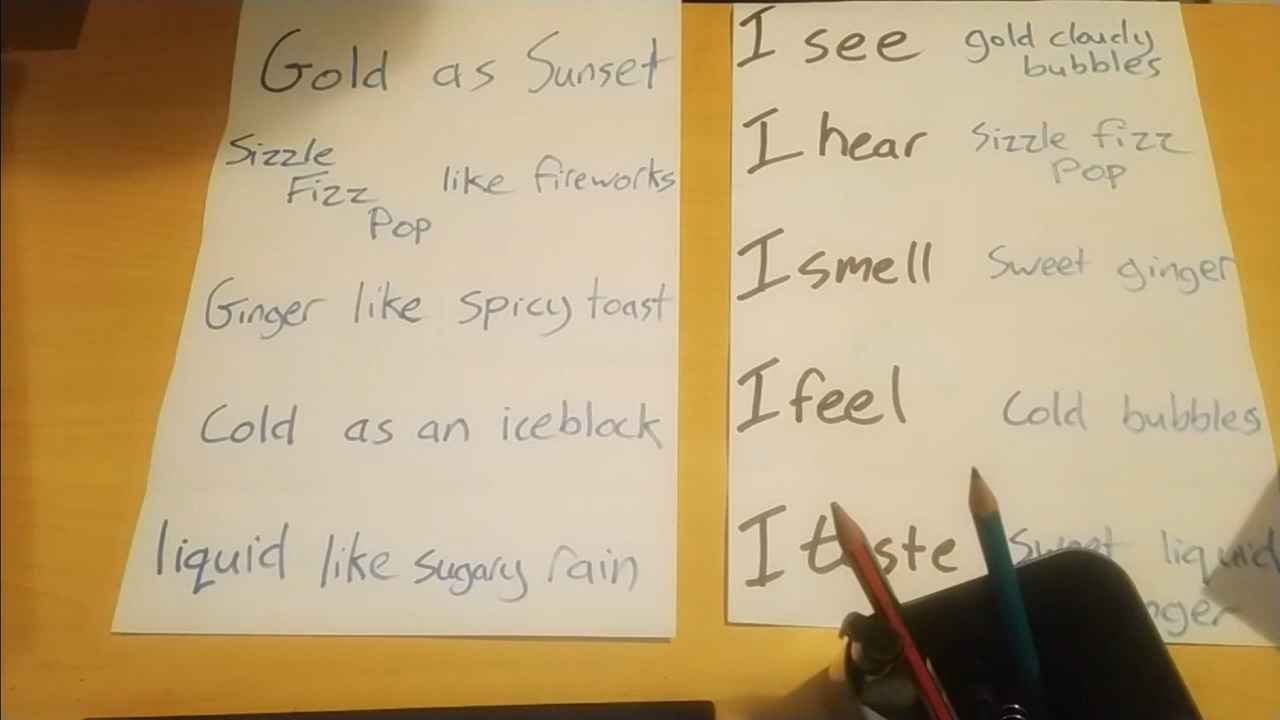 Gold as Sunset
Sizzle
Fizz like fireworks
Pop
Ginger like spicy toast
Cold as an iceblock
liquid like sugary rain
I see gold cloudy
bubbles
I hear Sizzle fizz
Pop
I smell Sweet ginger
I feel Cold bubbles
I taste Sweet liquid